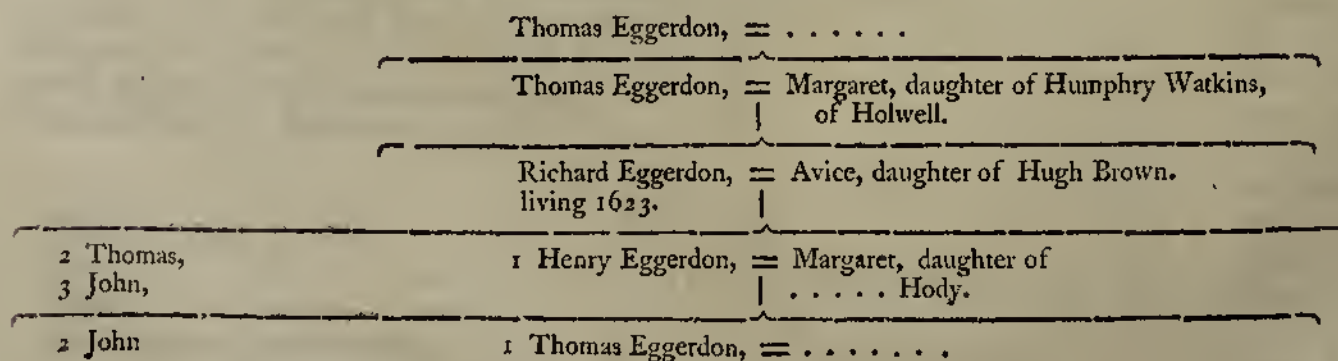 Thomas Eggerdon, = . . . . . .
Thomas Eggerdon, = Margaret, daughter of Humphry Watkins,
of Holwell.
Richard Eggerdon, = Avice, daughter of Hugh Brown.
living 1623.
2 Thomas, 1 Henry Eggerdon, = Margaret, daughter of
3 John, . . . . . Hody.
2 John 1 Thomas Eggerdon, = . . . . . . .